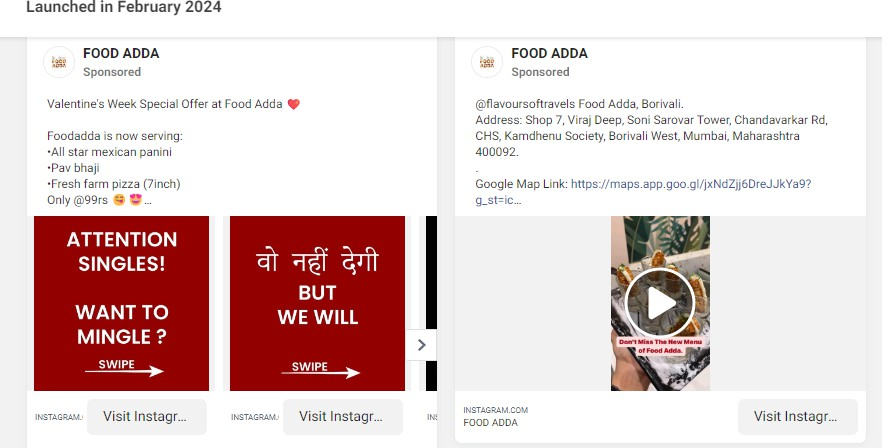 Launched in February 2024
FOOD ADDA
Sponsored
Valentine's Week Special Offer at Food Adda ❤️
Foodadda is now serving:
•All star mexican panini
•Pav bhaji
•Fresh farm pizza (7inch)
Only @99rs 🥰 🤩 ...
ATTENTION
SINGLES!
WANT TO
MINGLE ?
SWIPE
वो नहीं देगी
BUT
WE WILL
SWIPE
INSTAGRAM.
Visit Instagr...
INSTAGRAM.
Visit Instagr...
INS
FOOD ADDA
Sponsored
@flavoursoftravels Food Adda, Borivali.
Address: Shop 7, Viraj Deep, Soni Sarovar Tower, Chandavarkar Rd,
CHS, Kamdhenu Society, Borivali West, Mumbai, Maharashtra
400092.
.
Google Map Link: https://maps.app.goo.gl/jxNdZjj6DreJJkYa9?
g_st=ic...
Don't Miss The New Menu
of Food Adda.
INSTAGRAM.COM
FOOD ADDA
Visit Instagr...